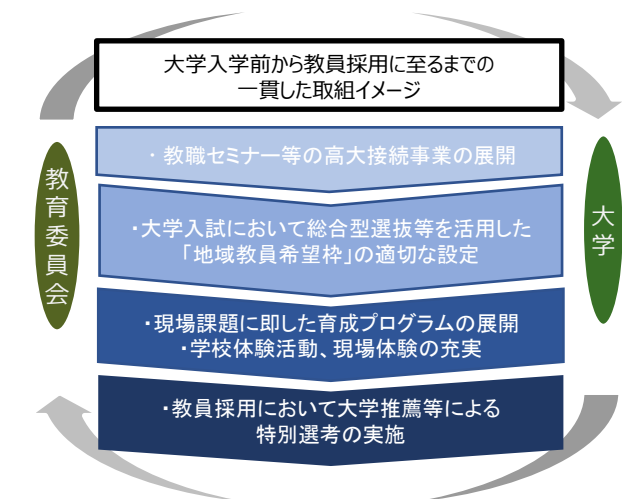 大学入学前から教員採用に至るまでの
一貫した取組イメージ
・教職セミナー等の高大接続事業の展開
・大学入試において総合型選抜等を活用した
「地域教員希望枠」の適切な設定
・現場課題に即した育成プログラムの展開
・学校体験活動、現場体験の充実
・教員採用において大学推薦等による
特別選考の実施
教育委員会
大学